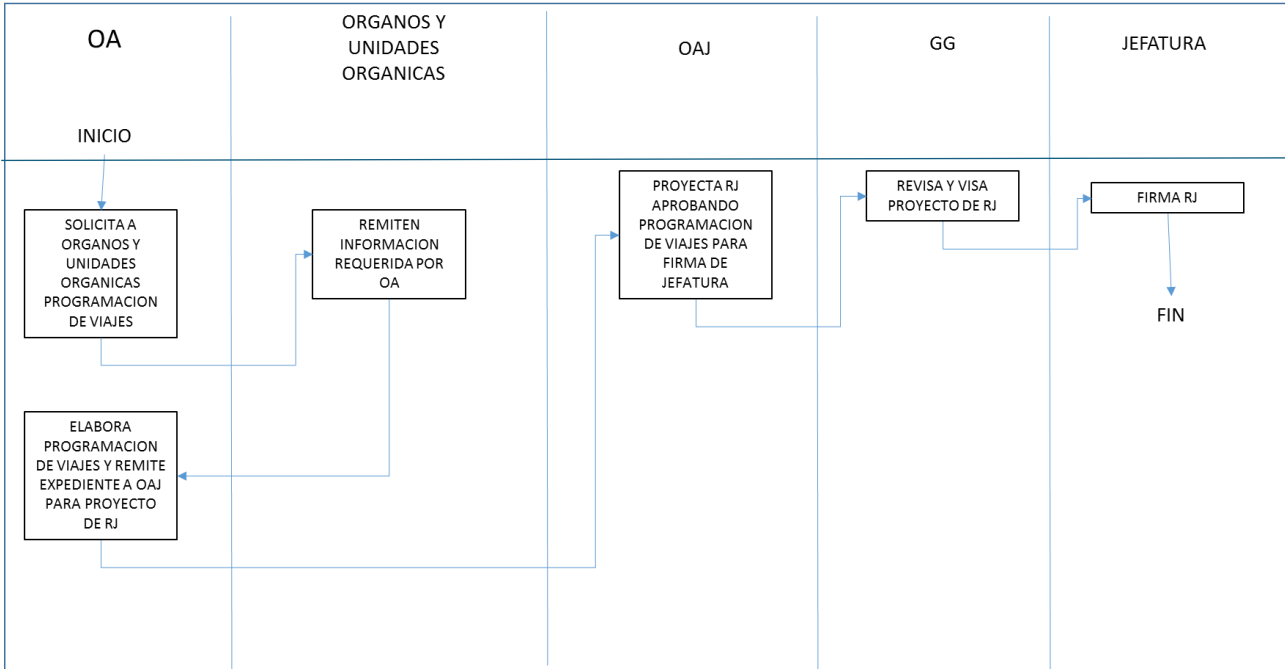 OA
ORGANOS Y
UNIDADES
ORGANICAS
OAJ
GG
JEFATURA
INICIO
SOLICITA A
ORGANOS Y
UNIDADES
ORGANICAS
PROGRAMACION
DE VIAJES
REMITEN
INFORMACION
REQUERIDA POR
OA
PROYECTA RJ
APROBANDO
PROGRAMACION
DE VIAJES PARA
FIRMA DE
JEFATURA
REVISA Y VISA
PROYECTO DE RJ
FIRMA RJ
FIN
ELABORA
PROGRAMACION
DE VIAJES Y REMITE
EXPEDIENTE A OAJ
PARA PROYECTO
DE RJ